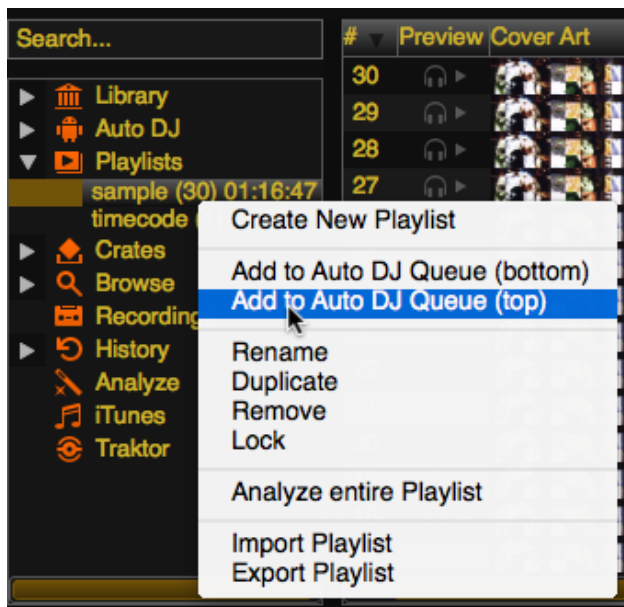 Search...
# Preview Cover Art
30
29
28
27
Library
Auto DJ
Playlists
sample (30) 01:16:47
timecode
Crates
Browse
Recording
History
Analyze
iTunes
Traktor
Create New Playlist
Add to Auto DJ Queue (bottom)
Add to Auto DJ Queue (top)
Rename
Duplicate
Remove
Lock
Analyze entire Playlist
Import Playlist
Export Playlist